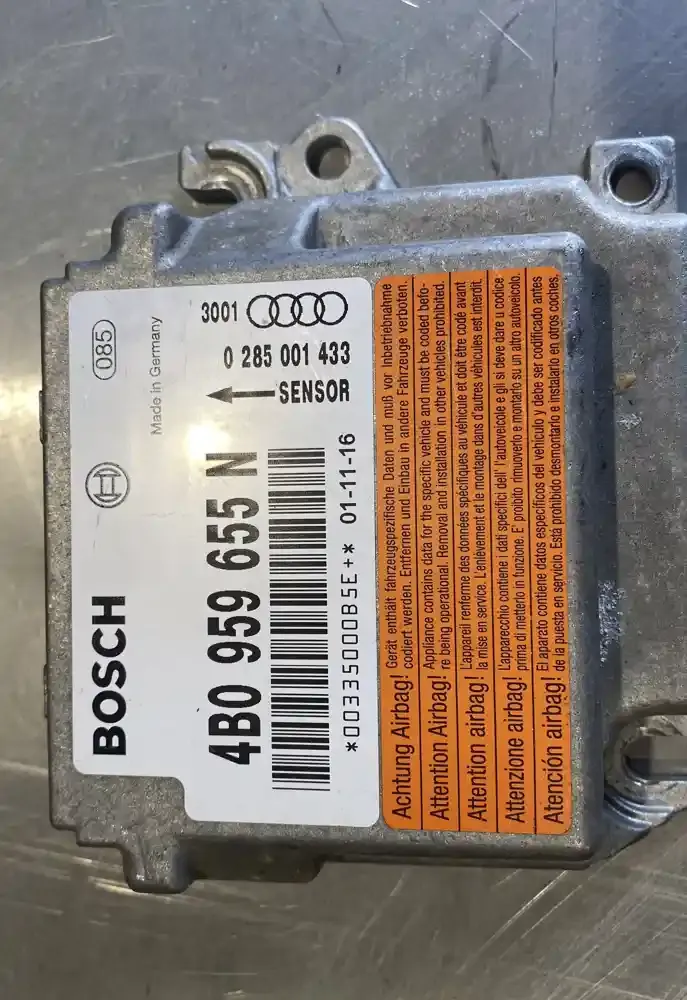 3001
0 285 001 433
SENSOR
085
Made in Germany
BOSCH
4B0 959 655 N
*00335000B5E+* 01-11-16
Achtung Airbag! Gerät enthält fahrzeugspezifische Daten und muß vor Inbetriebnahme
codiert werden. Entfernen und Einbau in andere Fahrzeuge verboten.
Attention Airbag! Appliance contains data for the specific vehicle and must be coded befo-
re being operational. Removal and installation in other vehicles prohibited.
Attention airbag! L'appareil renferme des données spécifiques au véhicule et doit être codé avant
la mise en service. L'enlèvement et le montage dans d'autres véhicules est interdit.
Attenzione airbag! L'apparecchio contiene i dati specifici dell' l'autoveicolo e gli si deve dare u codice
prima di metterlo in funzione. E' proibito rimuoverlo e montarlo su un altro autoveicolo.
Atención airbag! El aparato contiene datos específicos del vehículo y debe ser codificado antes
de la puesta en servicio. Está prohibido desmontarlo e instalarlo en otros coches.